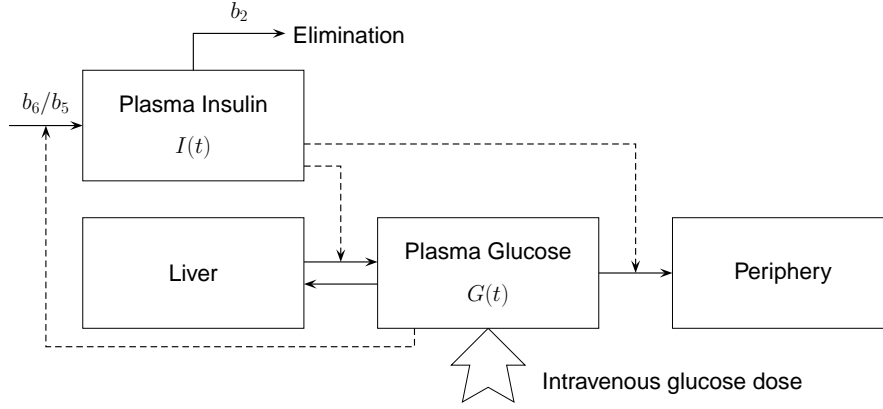 b₂
Elimination
b₆/b₅
Plasma Insulin
I(t)
Liver
Plasma Glucose
G(t)
Periphery
Intravenous glucose dose